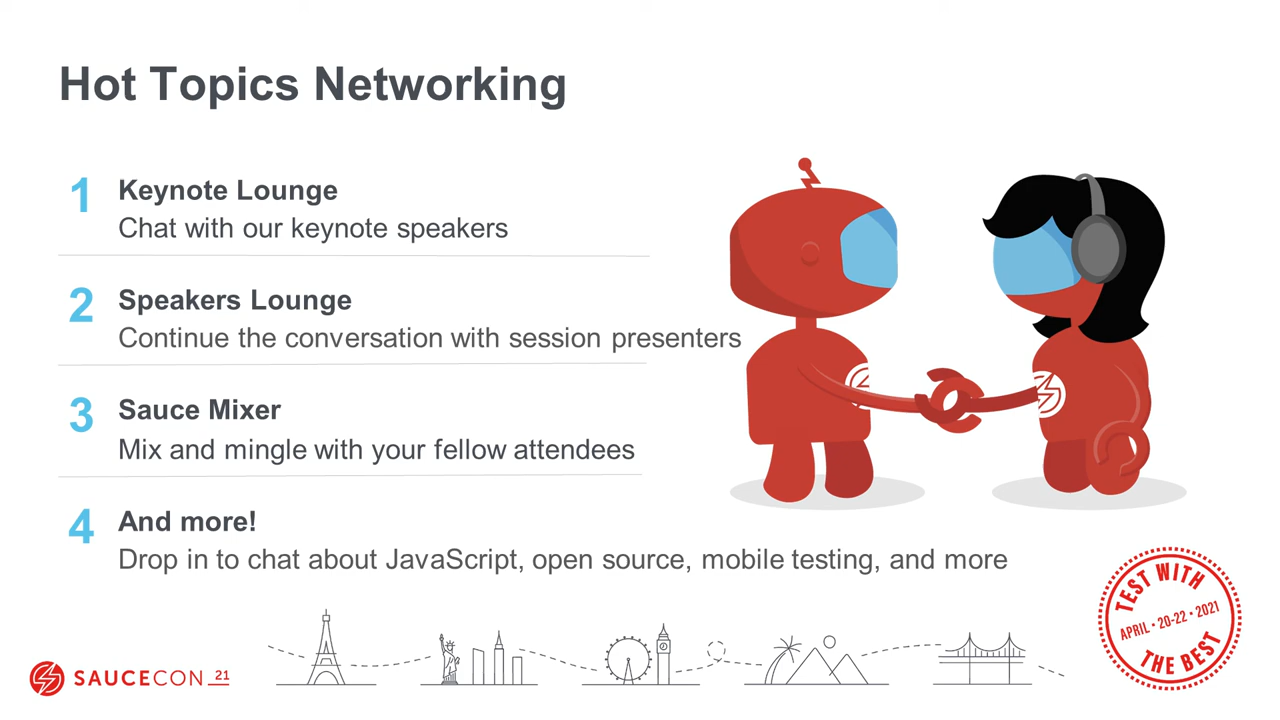 Hot Topics Networking
1
Keynote Lounge
Chat with our keynote speakers
2
Speakers Lounge
Continue the conversation with session presenters
3
Sauce Mixer
Mix and mingle with your fellow attendees
4
And more!
Drop in to chat about JavaScript, open source, mobile testing, and more
SAUCECON 21
TEST WITH
APRIL • 20-22 • 2021
THE BEST